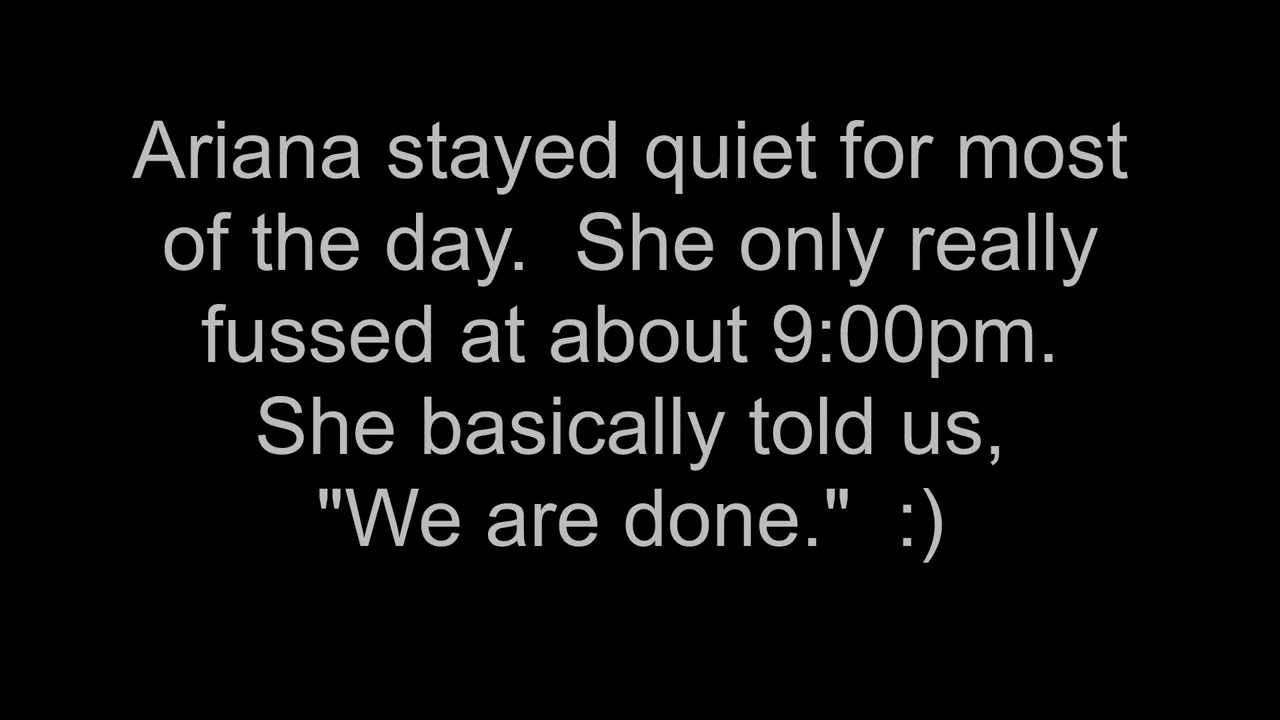 Ariana stayed quiet for most
of the day.  She only really
fussed at about 9:00pm.
She basically told us,
"We are done."  :)